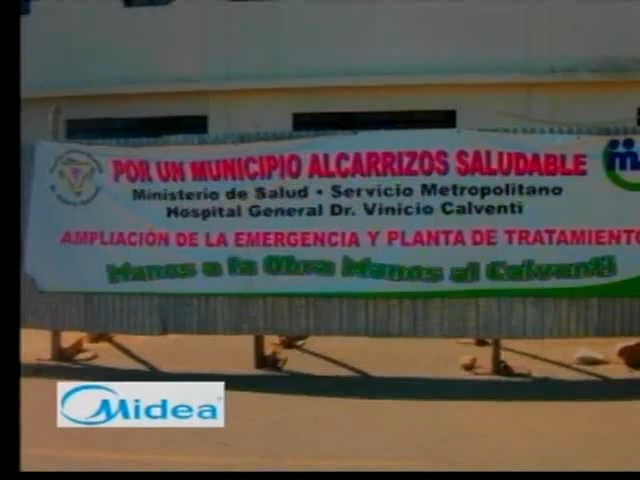 POR UN MUNICIPIO ALCARRIZOS SALUDABLE
Ministerio de Salud • Servicio Metropolitano
Hospital General Dr. Vinicio Calventi
AMPLIACIÓN DE LA EMERGENCIA Y PLANTA DE TRATAMIENTO
Manos a la Obra Manos al Calventi
Midea